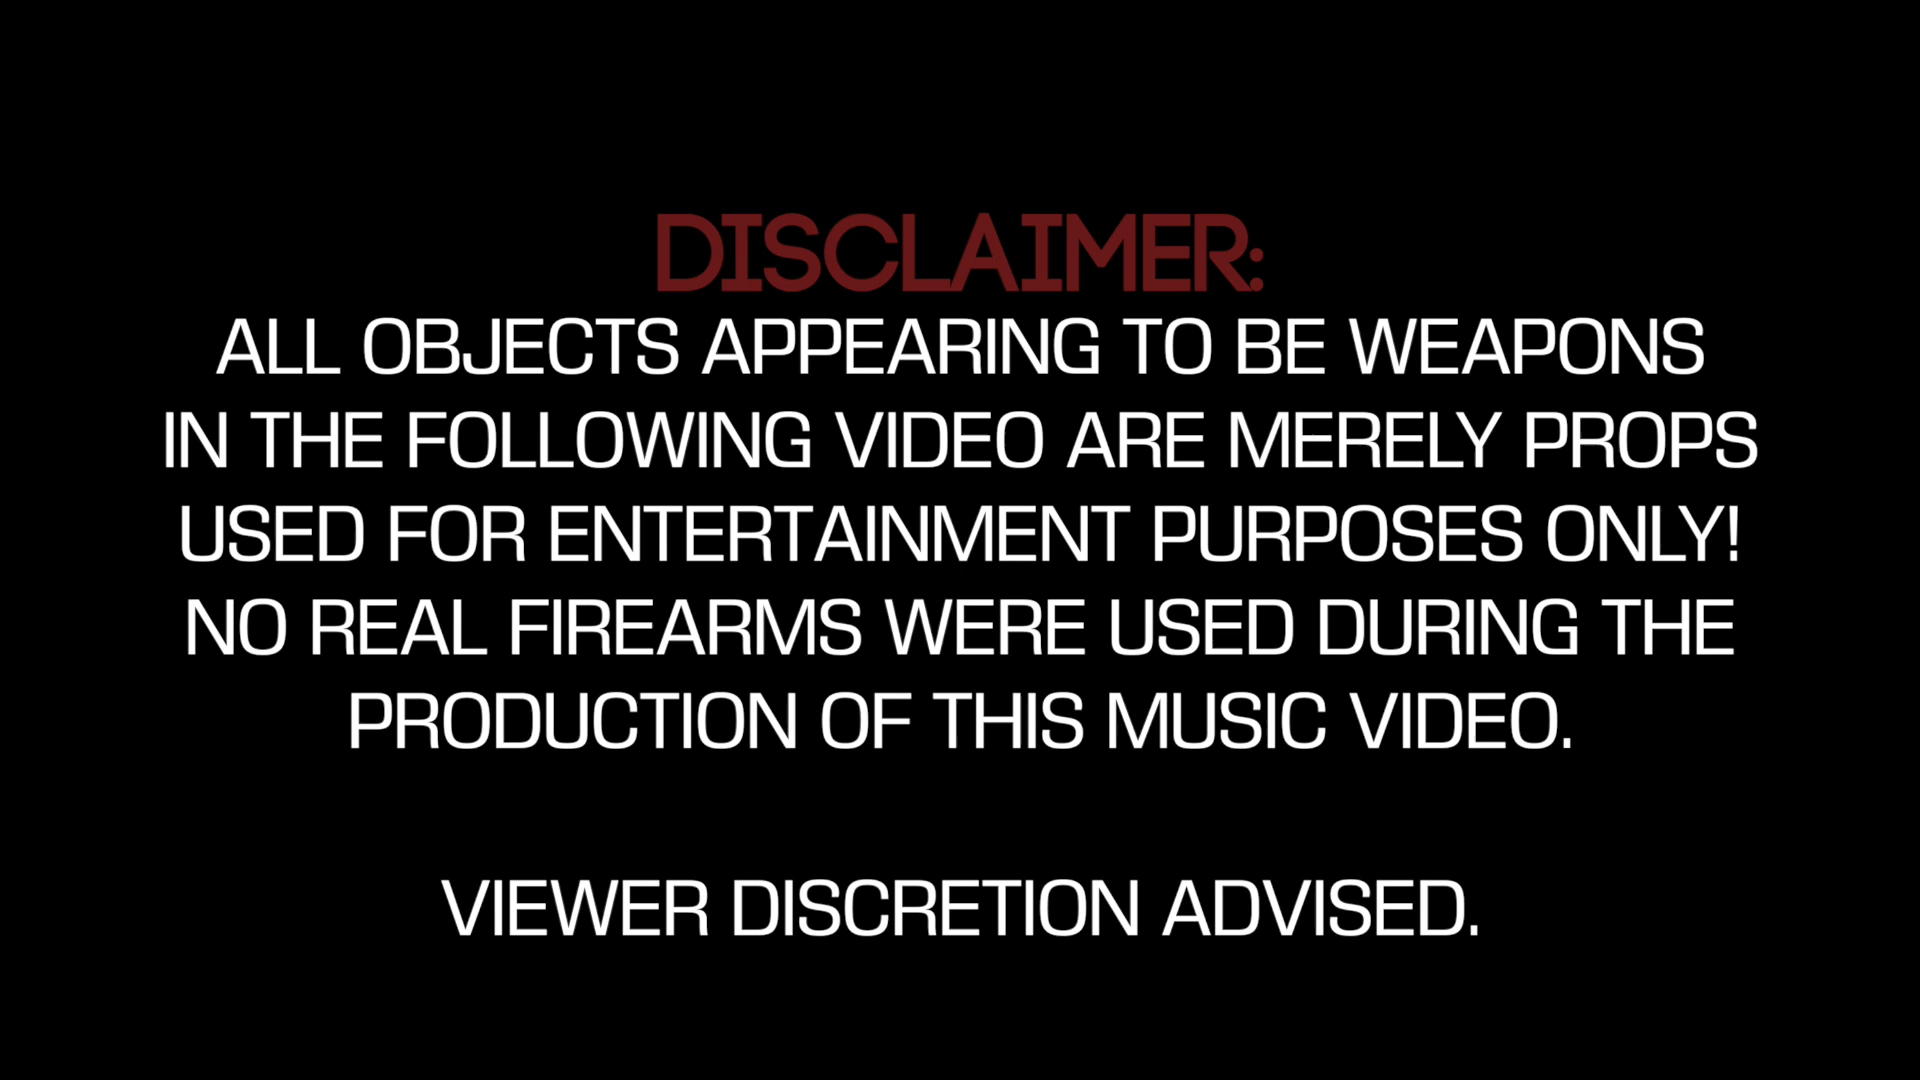 DISCLAIMER:
ALL OBJECTS APPEARING TO BE WEAPONS
IN THE FOLLOWING VIDEO ARE MERELY PROPS
USED FOR ENTERTAINMENT PURPOSES ONLY!
NO REAL FIREARMS WERE USED DURING THE
PRODUCTION OF THIS MUSIC VIDEO.
VIEWER DISCRETION ADVISED.